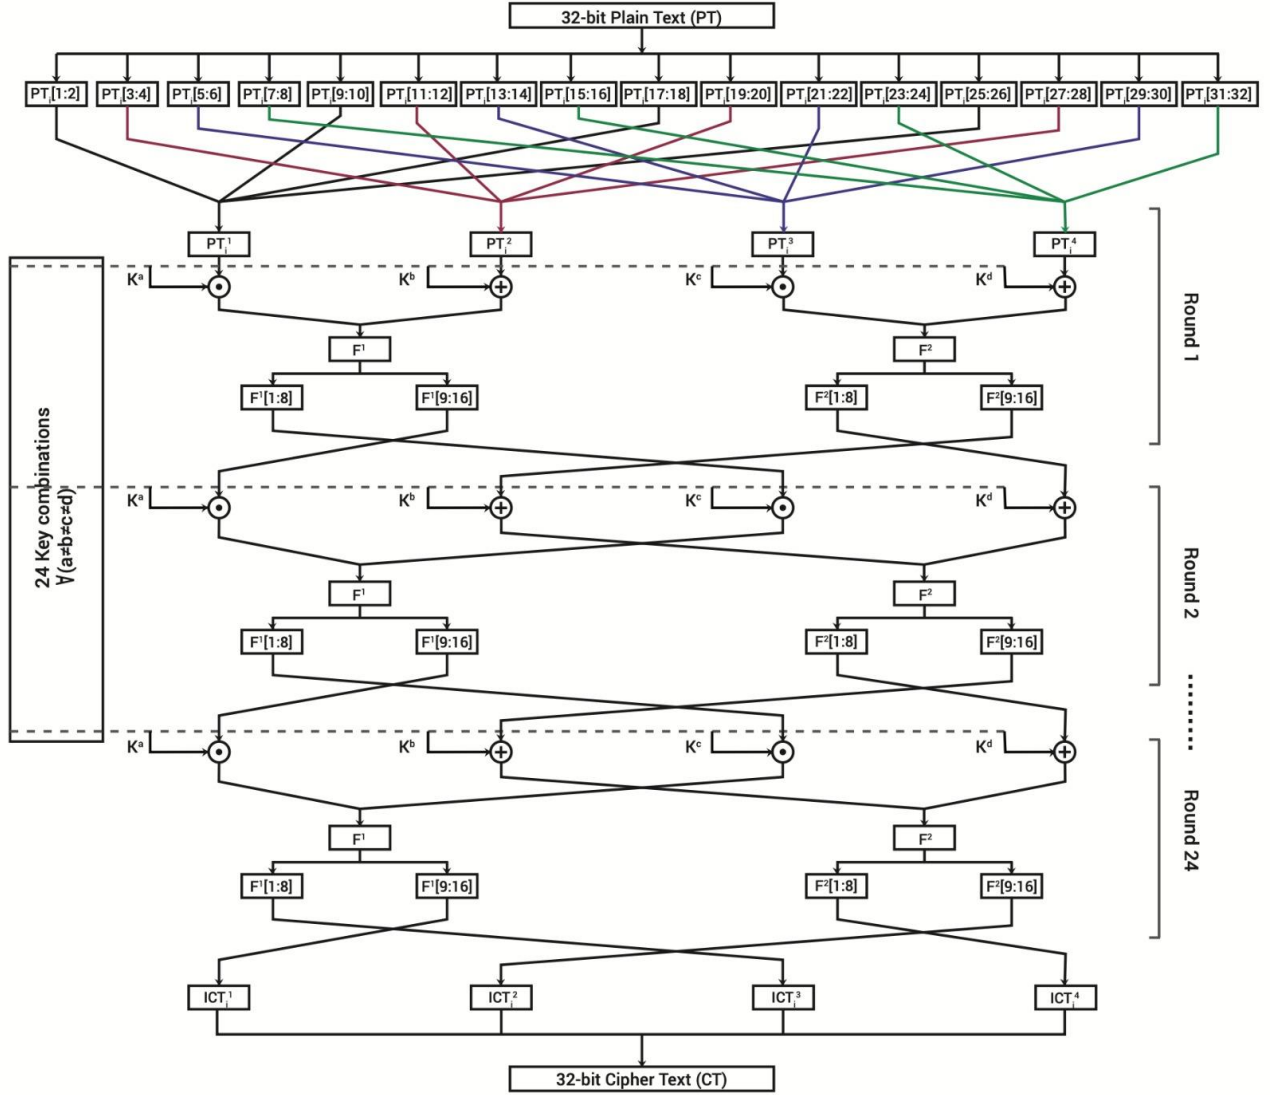 32-bit Plain Text (PT)
PTᵢ[1:2] PTᵢ[3:4] PTᵢ[5:6] PTᵢ[7:8] PTᵢ[9:10] PTᵢ[11:12] PTᵢ[13:14] PTᵢ[15:16] PTᵢ[17:18] PTᵢ[19:20] PTᵢ[21:22] PTᵢ[23:24] PTᵢ[25:26] PTᵢ[27:28] PTᵢ[29:30] PTᵢ[31:32]
PTᵢ¹ PTᵢ² PTᵢ³ PTᵢ⁴
Kᵃ Kᵇ Kᶜ Kᵈ
F¹ F²
F¹[1:8] F¹[9:16] F²[1:8] F²[9:16]
Round 1
24 Key combinations
∀(a≠b≠c≠d)
Kᵃ Kᵇ Kᶜ Kᵈ
F¹ F²
F¹[1:8] F¹[9:16] F²[1:8] F²[9:16]
Round 2
Kᵃ Kᵇ Kᶜ Kᵈ
F¹ F²
F¹[1:8] F¹[9:16] F²[1:8] F²[9:16]
Round 24
ICTᵢ¹ ICTᵢ² ICTᵢ³ ICTᵢ⁴
32-bit Cipher Text (CT)